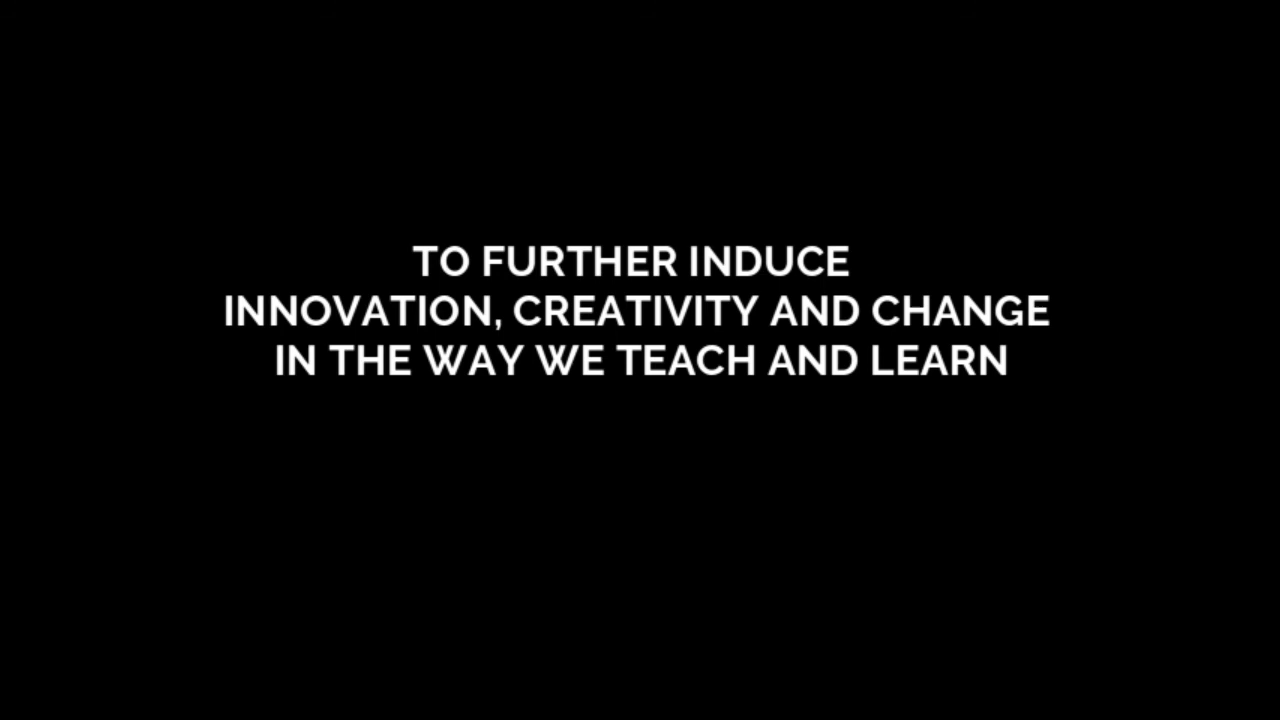 TO FURTHER INDUCE
INNOVATION, CREATIVITY AND CHANGE
IN THE WAY WE TEACH AND LEARN